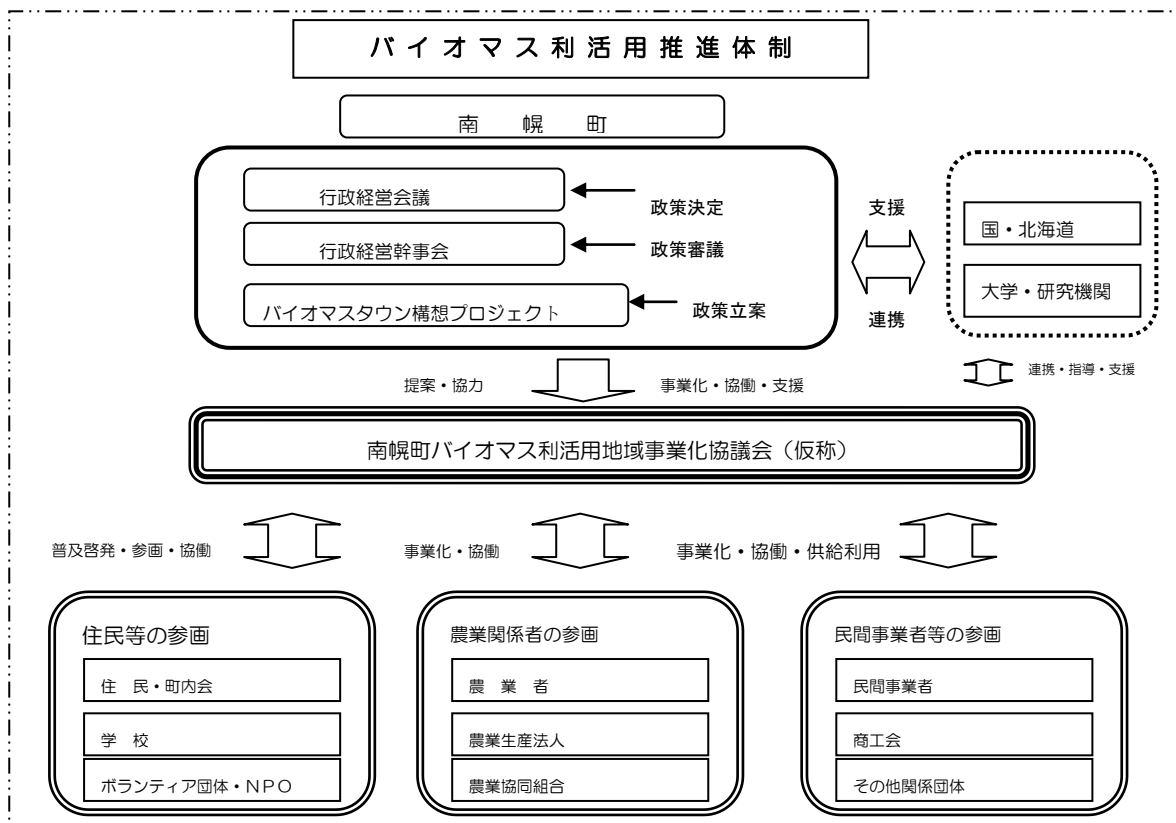 バイオマス利活用推進体制
南　幌　町
行政経営会議
政策決定
行政経営幹事会
政策審議
バイオマスタウン構想プロジェクト
政策立案
支援
連携
国・北海道
大学・研究機関
連携・指導・支援
提案・協力
事業化・協働・支援
南幌町バイオマス利活用地域事業化協議会（仮称）
普及啓発・参画・協働
事業化・協働
事業化・協働・供給利用
住民等の参画
住　民・町内会
学　校
ボランティア団体・ＮＰＯ
農業関係者の参画
農　業　者
農業生産法人
農業協同組合
民間事業者等の参画
民間事業者
商工会
その他関係団体